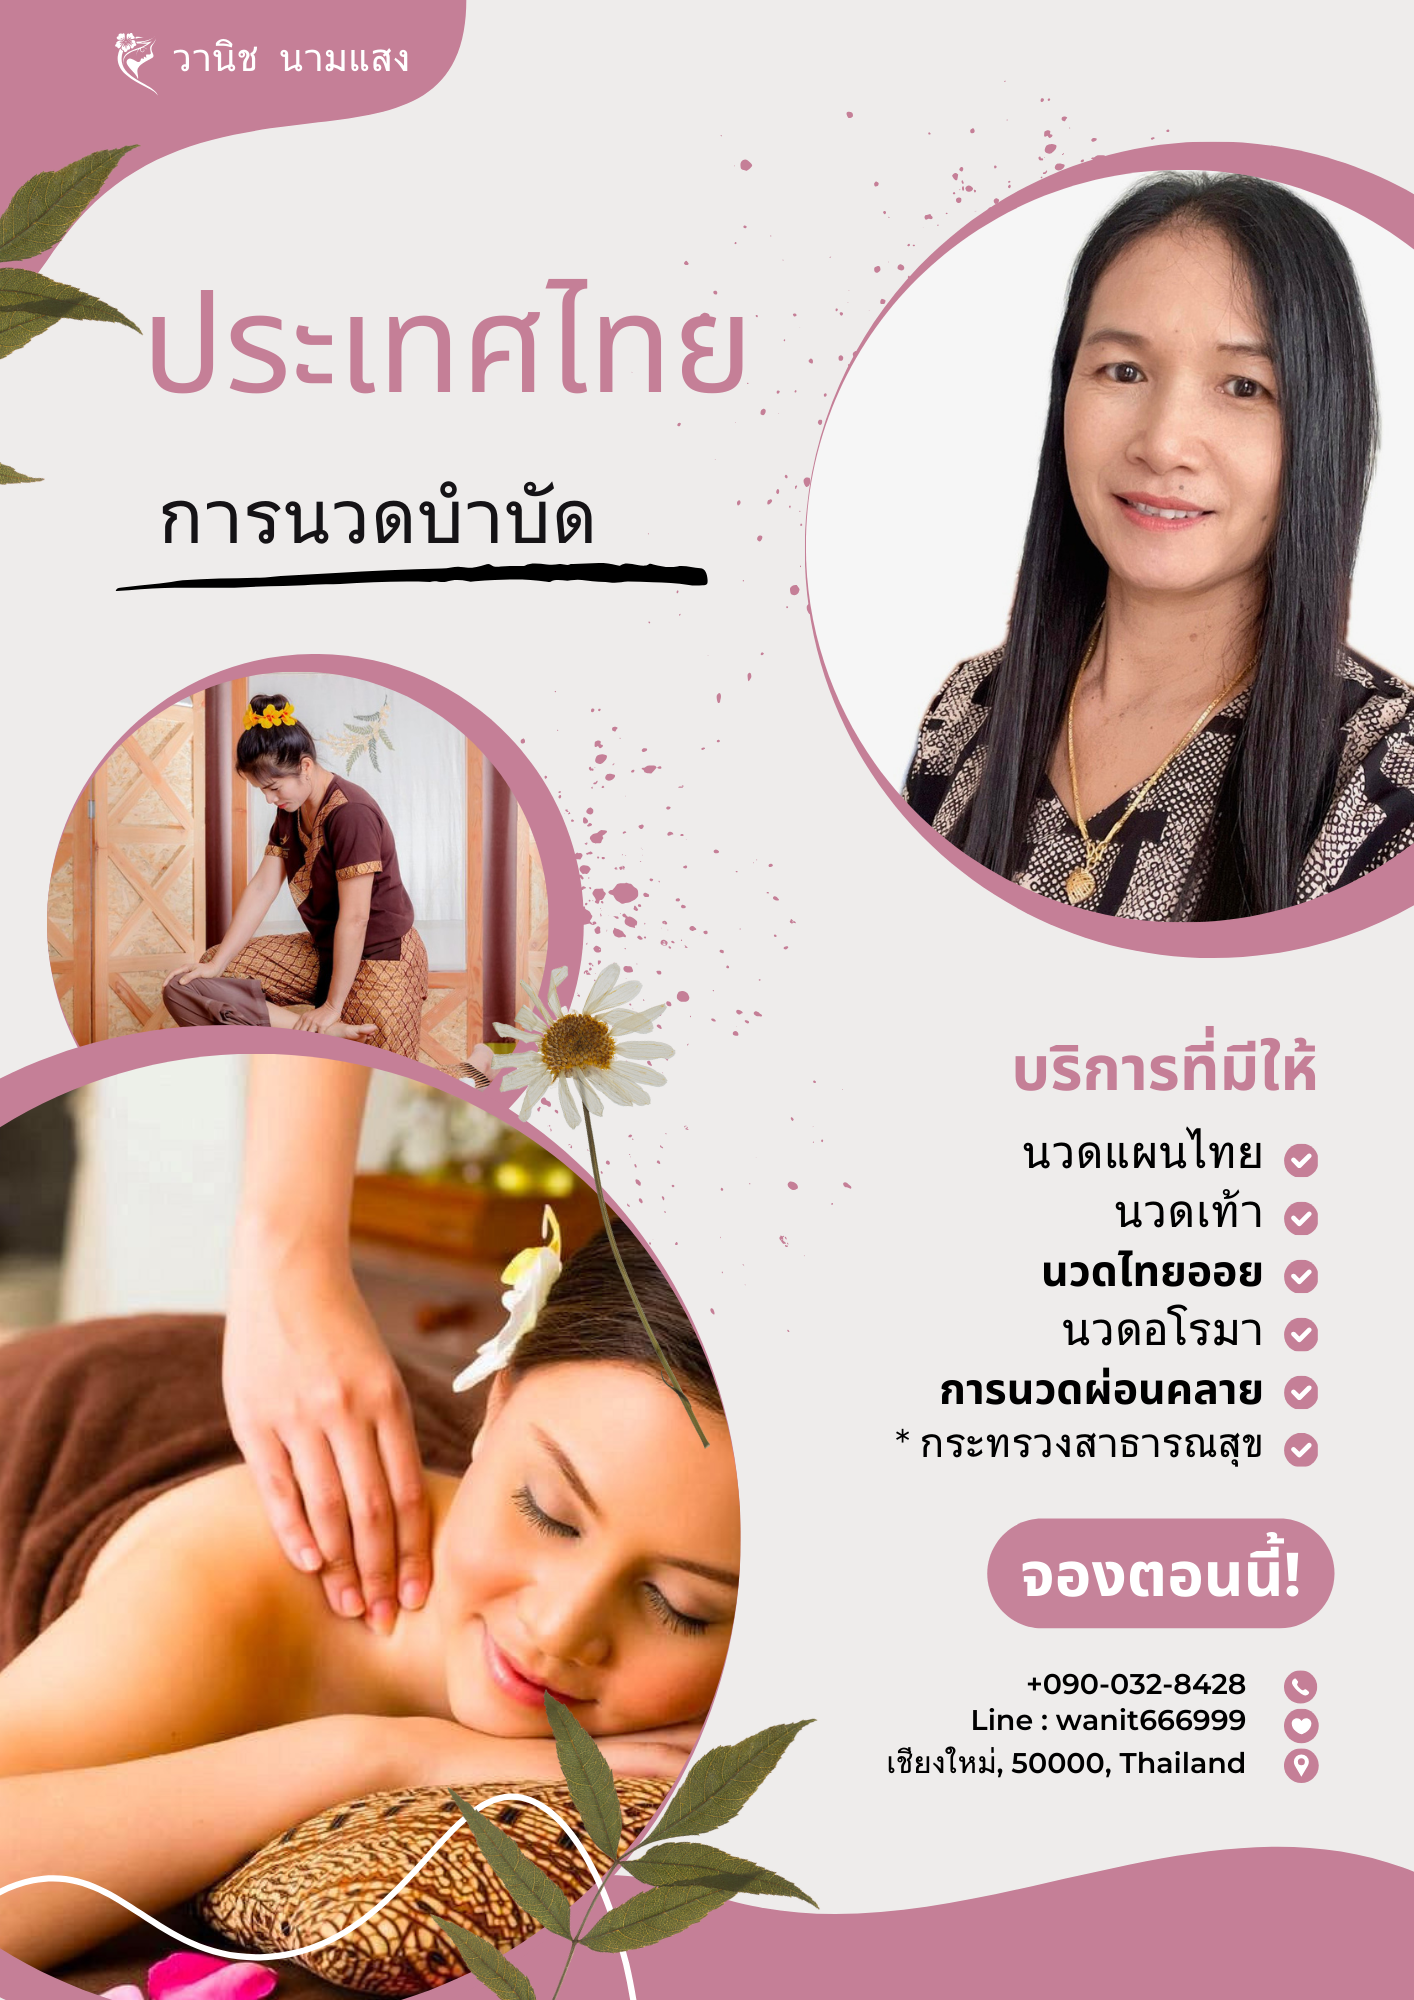 วานิช นามแสง
ประเทศไทย
การนวดบำบัด
บริการที่มีให้
นวดแผนไทย
นวดเท้า
นวดไทยออย
นวดอโรมา
การนวดผ่อนคลาย
* กระทรวงสาธารณสุข
จองตอนนี้!
+090-032-8428
Line : wanit666999
เชียงใหม่, 50000, Thailand